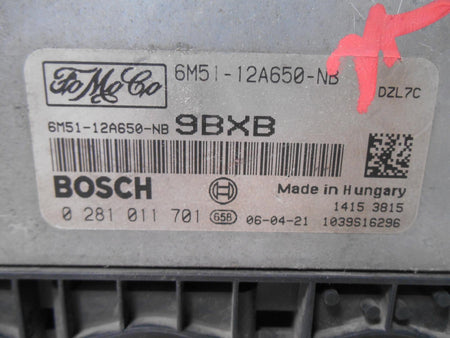 FoMoCo 6M51-12A650-NB
DZL7C
6M51-12A650-NB 9BXB
BOSCH Made in Hungary
1415 3815
0 281 011 701 658 06-04-21 1039S16296